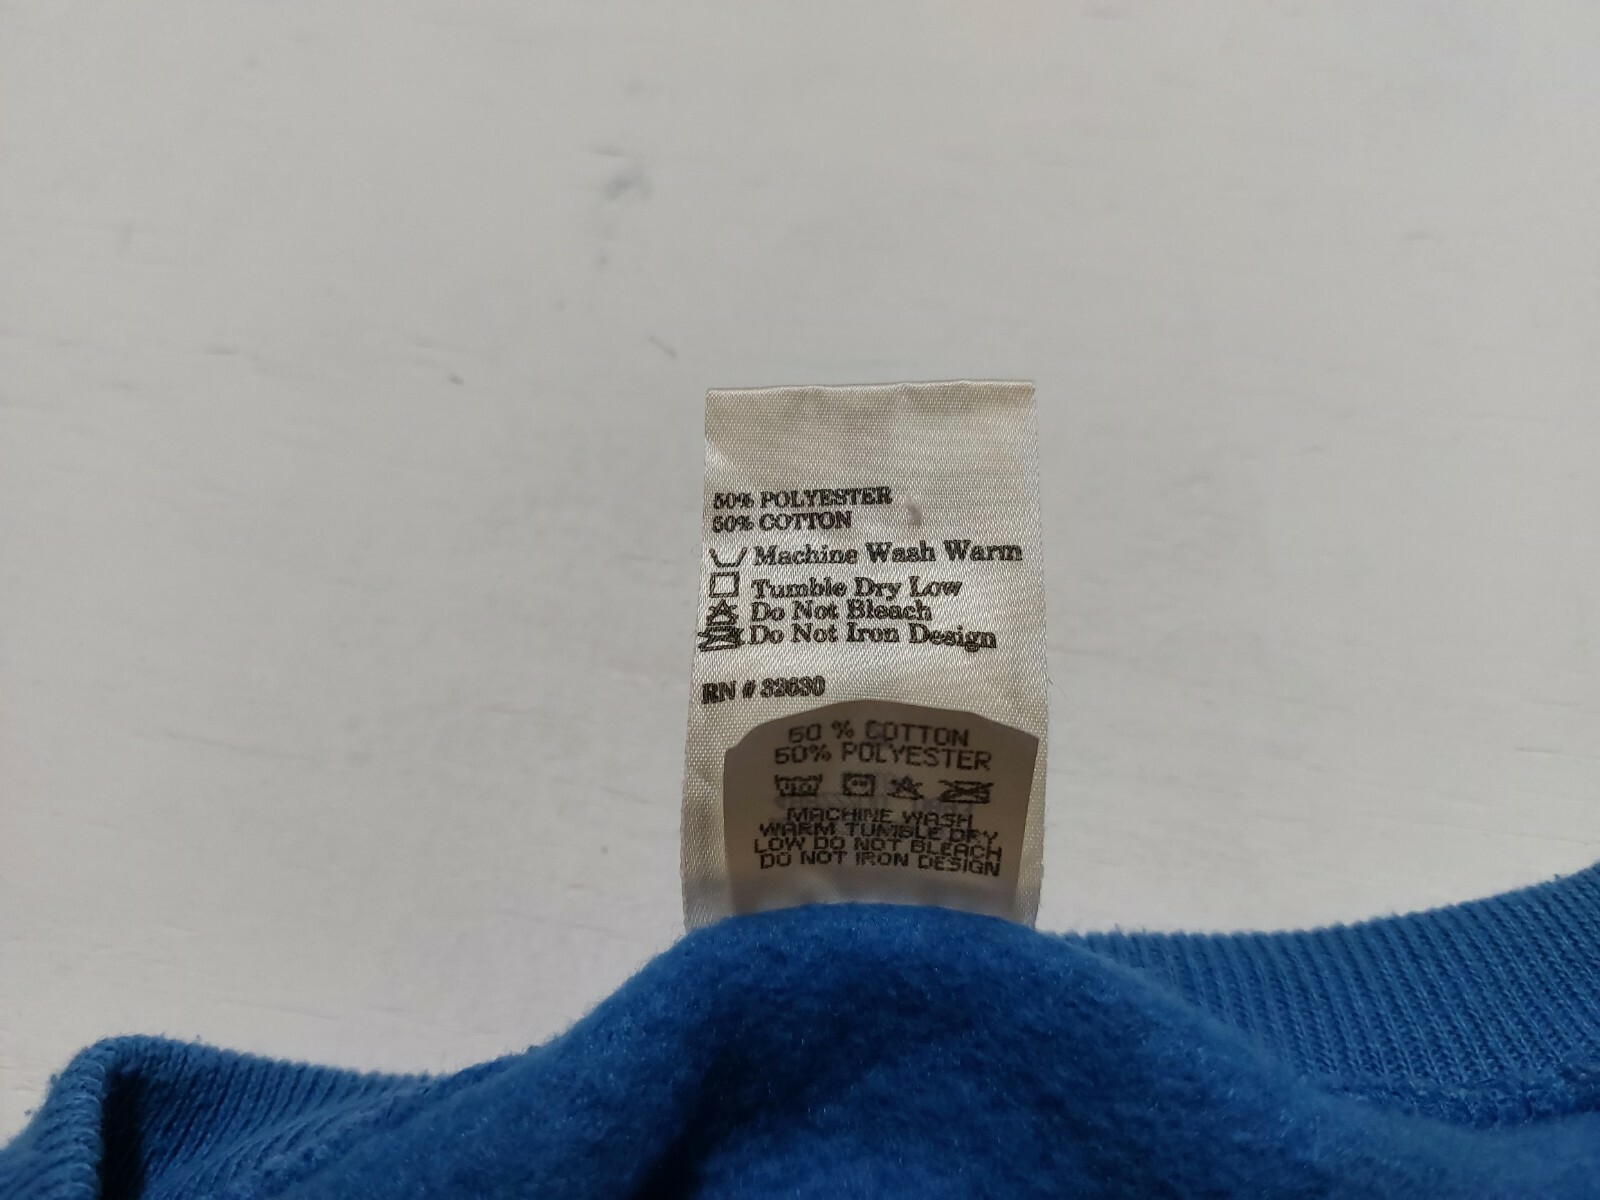 50% POLYESTER
50% COTTON
Machine Wash Warm
Tumble Dry Low
Do Not Bleach
Do Not Iron Design
RN # 32630
50 % COTTON
50% POLYESTER
MACHINE WASH
WARM TUMBLE DRY
LOW DO NOT BLEACH
DO NOT IRON DESIGN